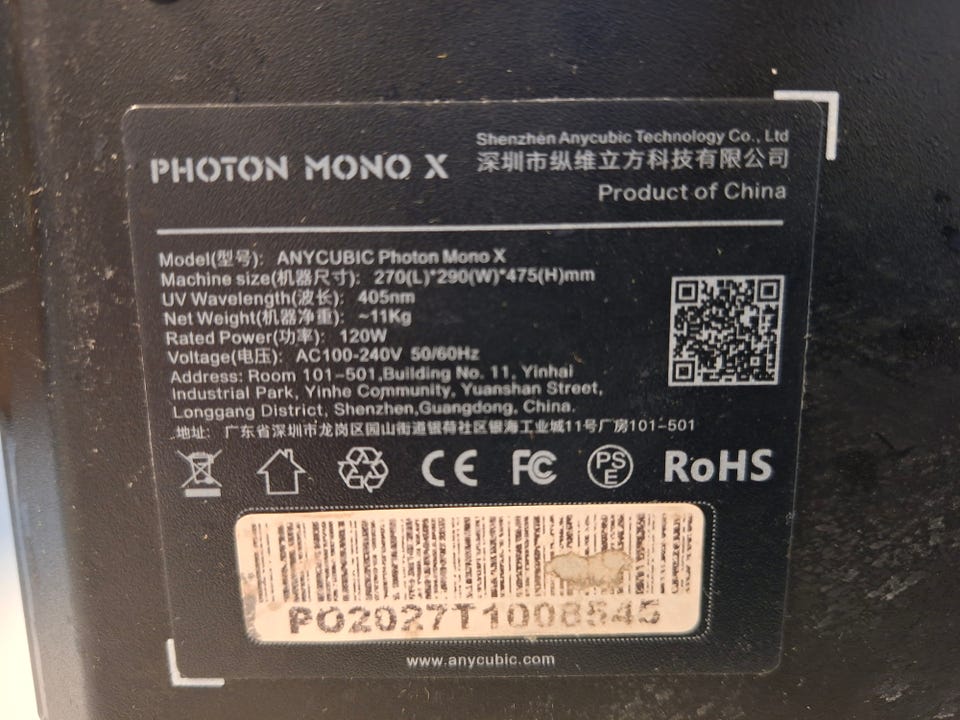 PHOTON MONO X
Shenzhen Anycubic Technology Co., Ltd
深圳市纵维立方科技有限公司
Product of China
Model(型号): ANYCUBIC Photon Mono X
Machine size(机器尺寸): 270(L)*290(W)*475(H)mm
UV Wavelength(波长): 405nm
Net Weight(机器净重): ~11Kg
Rated Power(功率): 120W
Voltage(电压): AC100-240V 50/60Hz
Address: Room 101-501,Building No. 11, Yinhai
Industrial Park, Yinhe Community, Yuanshan Street,
Longgang District, Shenzhen,Guangdong, China.
地址: 广东省深圳市龙岗区园山街道银荷社区银海工业城11号厂房101-501
CE FC PSE RoHS
www.anycubic.com